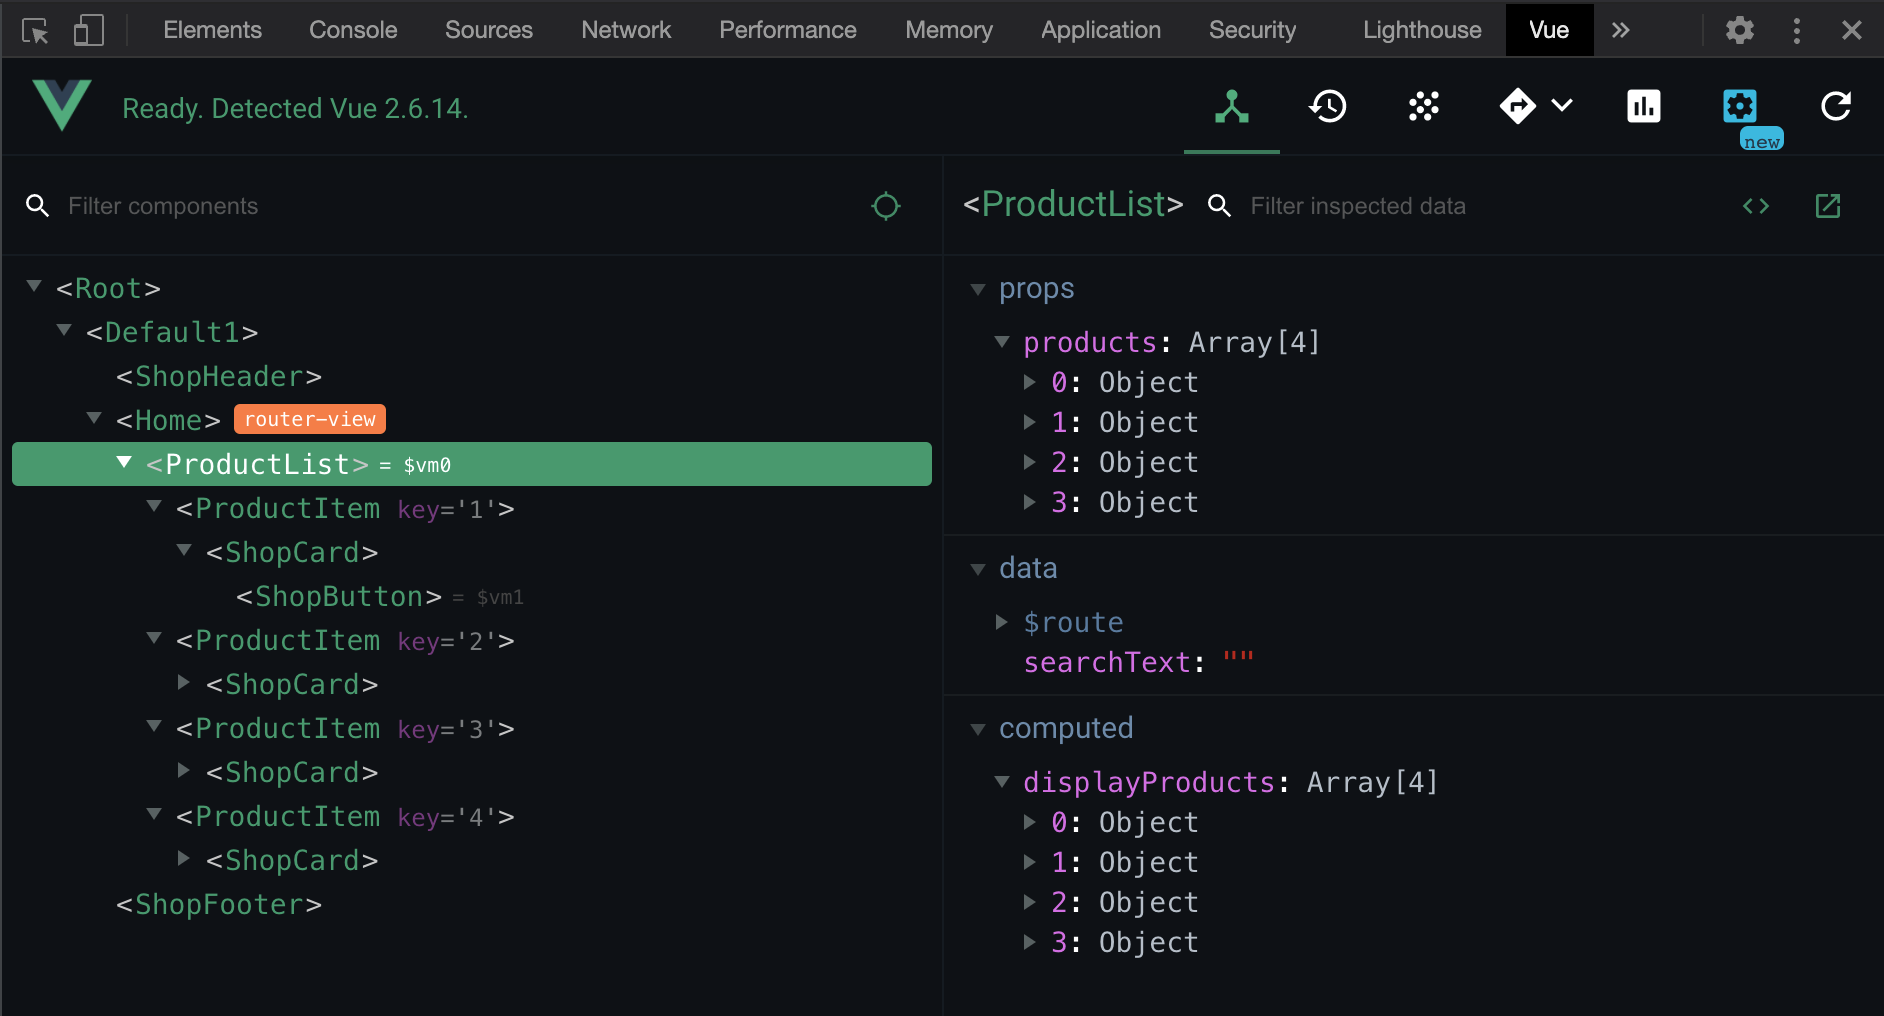 Elements Console Sources Network Performance Memory Application Security Lighthouse Vue
Ready. Detected Vue 2.6.14.
new
Filter components
<ProductList> Filter inspected data
<Root>
<Default1>
<ShopHeader>
<Home> router-view
<ProductList> = $vm0
<ProductItem key='1'>
<ShopCard>
<ShopButton> = $vm1
<ProductItem key='2'>
<ShopCard>
<ProductItem key='3'>
<ShopCard>
<ProductItem key='4'>
<ShopCard>
<ShopFooter>
props
products: Array[4]
0: Object
1: Object
2: Object
3: Object
data
$route
searchText: ""
computed
displayProducts: Array[4]
0: Object
1: Object
2: Object
3: Object